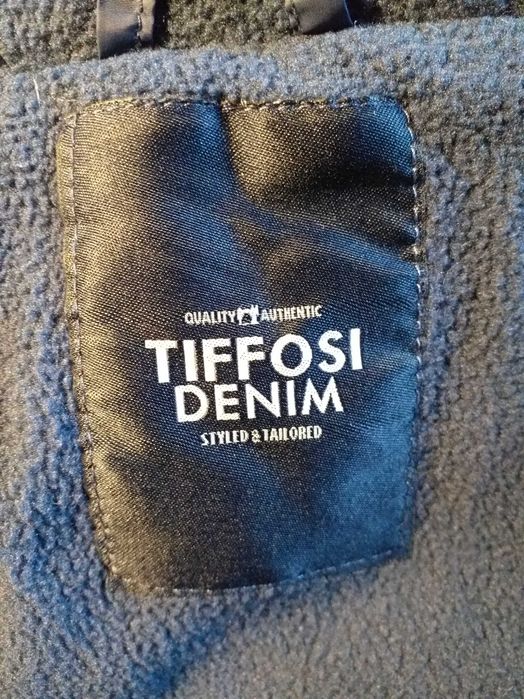 QUALITY AUTHENTIC
TIFFOSI
DENIM
STYLED & TAILORED